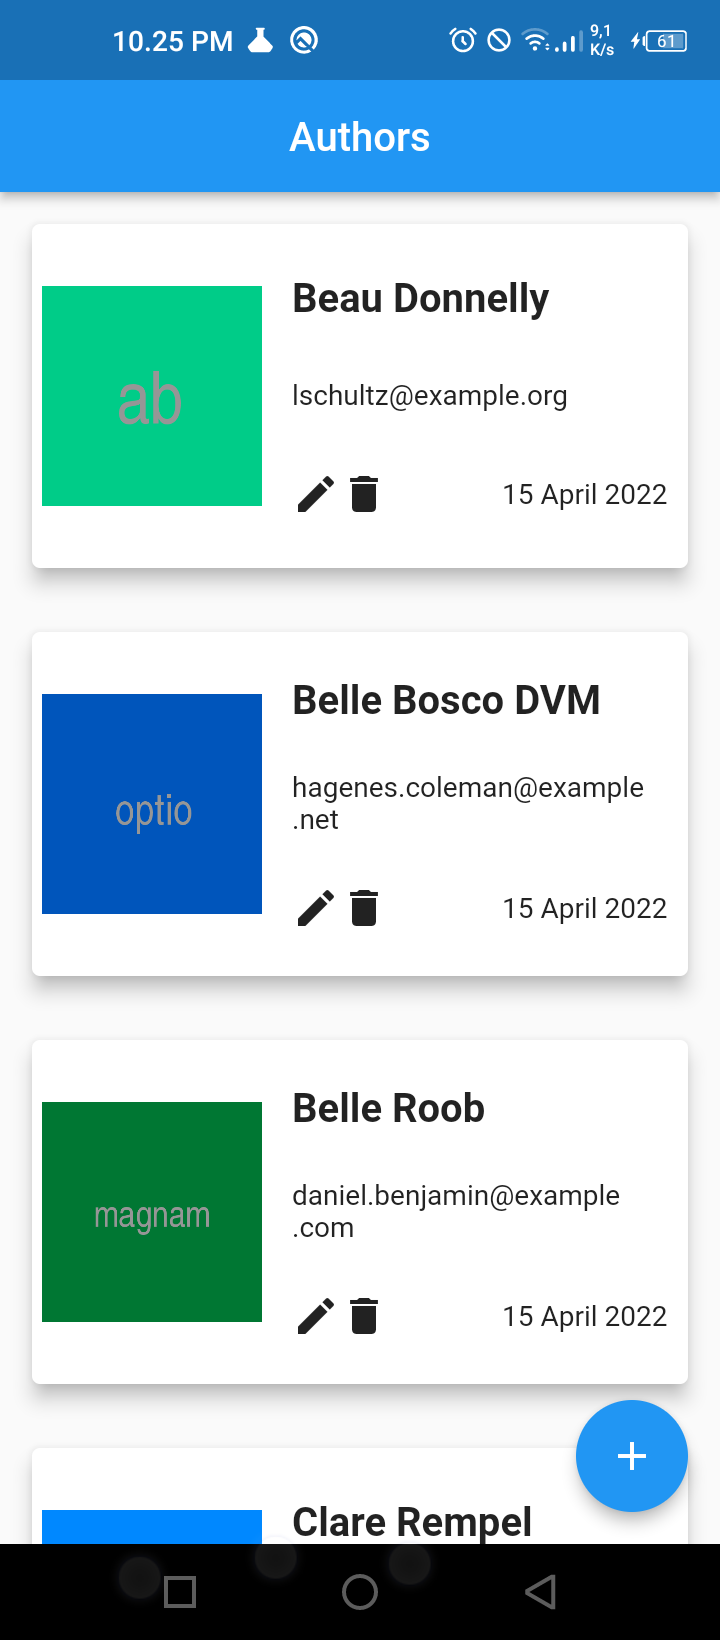 10.25 PM
9,1
K/s
61
Authors
ab
Beau Donnelly
lschultz@example.org
15 April 2022
optio
Belle Bosco DVM
hagenes.coleman@example
.net
15 April 2022
magnam
Belle Roob
daniel.benjamin@example
.com
15 April 2022
Clare Rempel